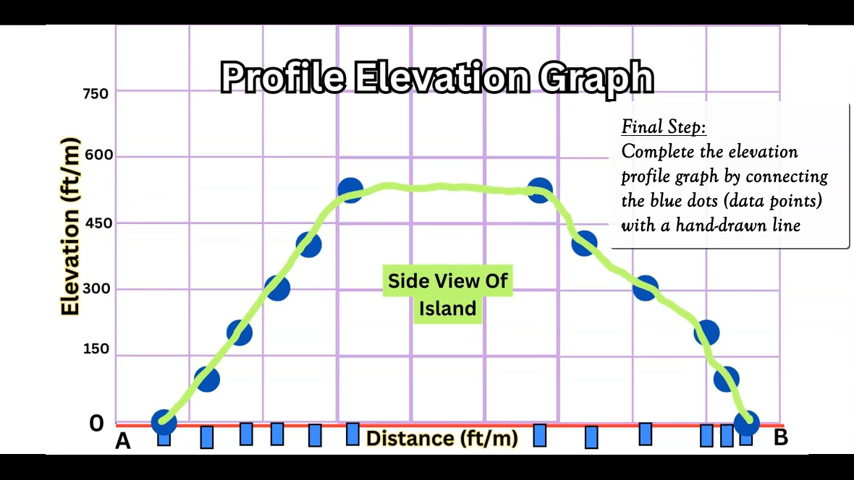 Profile Elevation Graph
Elevation (ft/m)
750
600
450
300
150
0
Final Step:
Complete the elevation
profile graph by connecting
the blue dots (data points)
with a hand-drawn line
Side View Of
Island
A
Distance (ft/m)
B